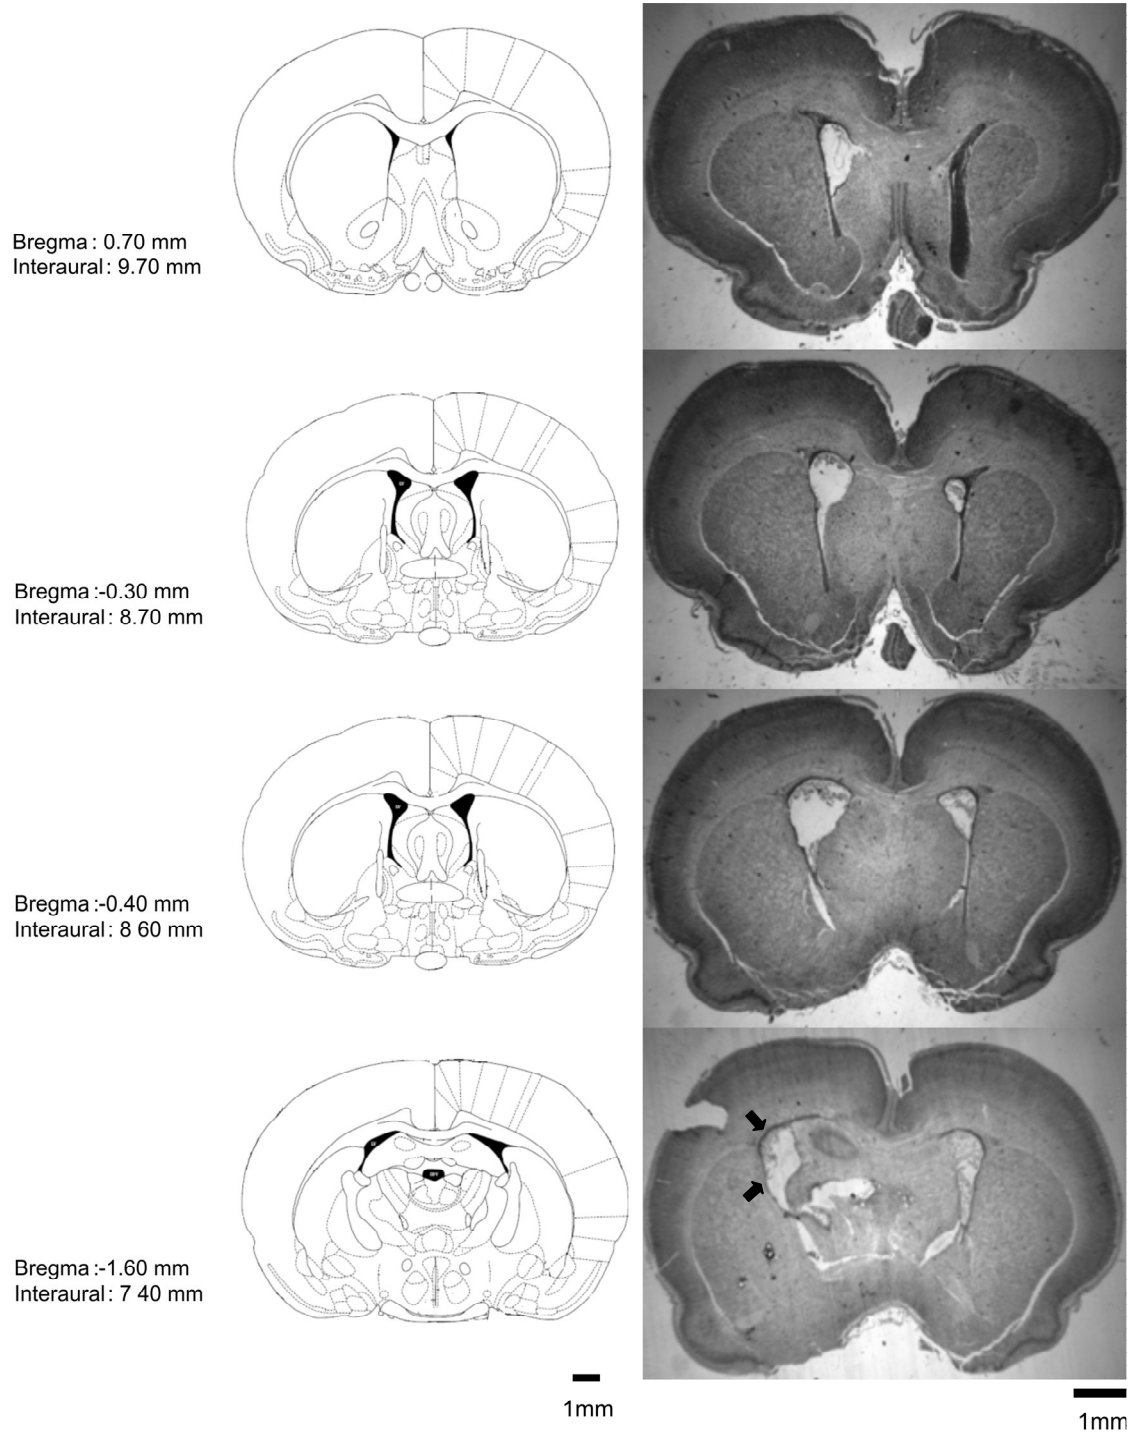 Bregma : 0.70 mm
Interaural : 9.70 mm
Bregma :-0.30 mm
Interaural : 8.70 mm
Bregma :-0.40 mm
Interaural : 8 60 mm
Bregma :-1.60 mm
Interaural : 7 40 mm
1mm
1mm